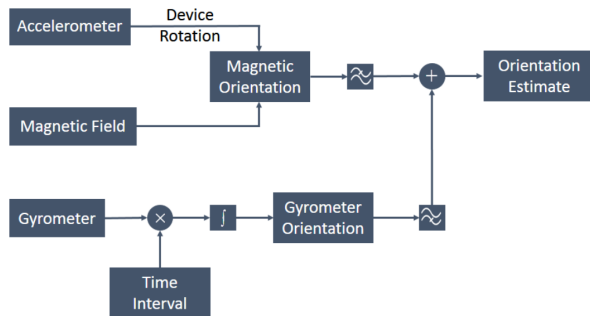 Accelerometer
Device
Rotation
Magnetic
Orientation
+
Orientation
Estimate
Magnetic Field
Gyrometer
×
∫
Gyrometer
Orientation
Time
Interval